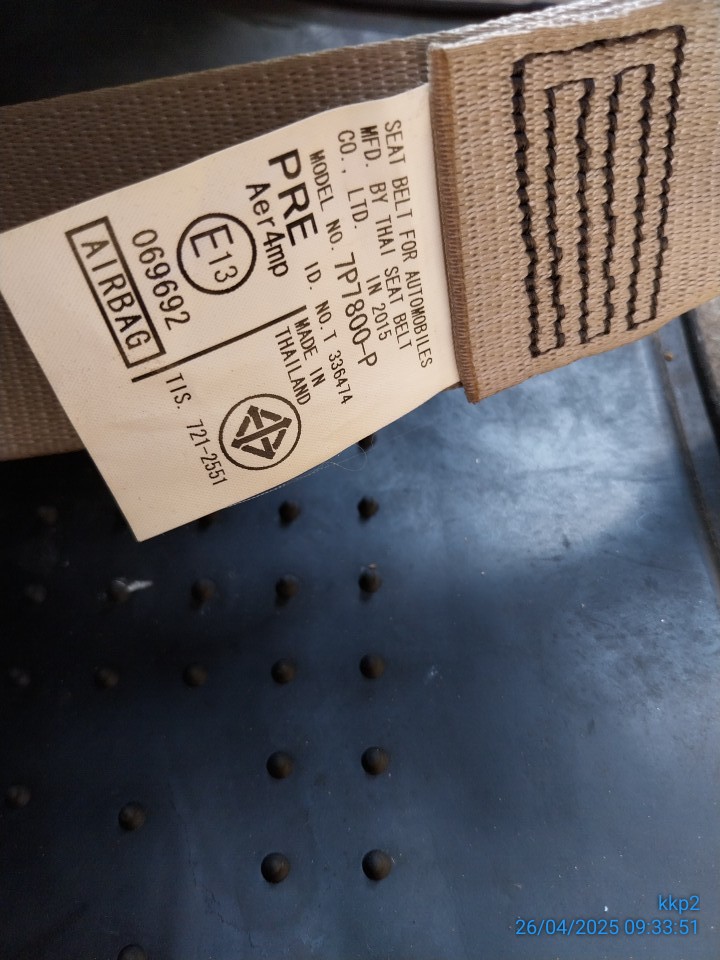 SEAT BELT FOR AUTOMOBILES
MFD. BY THAI SEAT BELT
CO., LTD. IN 2015
MODEL NO. 7P7800-P
ID. NO.T 336474
PRE
Aer4mp
MADE IN
THAILAND
E13
069692
AIRBAG
TIS. 721-2551
kkp2
26/04/2025 09:33:51